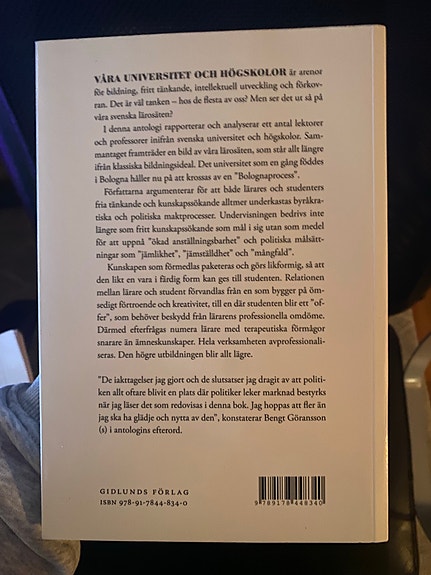 VÅRA UNIVERSITET OCH HÖGSKOLOR är arenor
för bildning, fritt tänkande, intellektuell utveckling och förkov-
ran. Det är väl tanken – hos de flesta av oss? Men ser det ut så på
våra svenska lärosäten?
I denna antologi rapporterar och analyserar ett antal lektorer
och professorer inifrån svenska universitet och högskolor. Sam-
mantaget framträder en bild av våra lärosäten, som står allt längre
ifrån klassiska bildningsideal. Det universitet som en gång föddes
i Bologna håller nu på att krossas av en "Bolognaprocess".
Författarna argumenterar för att både lärares och studenters
fria tänkande och kunskapssökande alltmer underkastas byråkra-
tiska och politiska maktprocesser. Undervisningen bedrivs inte
längre som fritt kunskapssökande som mål i sig utan som medel
för att uppnå "ökad anställningsbarhet" och politiska målsätt-
ningar som "jämlikhet", "jämställdhet" och "mångfald".
Kunskapen som förmedlas paketeras och görs likformig, så att
den likt en vara i färdig form kan ges till studenten. Relationen
mellan lärare och student förvandlas från en som bygger på öm-
sesidigt förtroende och kreativitet, till en där studenten blir ett "of-
fer", som behöver beskydd från lärarens professionella omdöme.
Därmed efterfrågas numera lärare med terapeutiska förmågor
snarare än ämneskunskaper. Hela verksamheten avprofessionali-
seras. Den högre utbildningen blir allt lägre.
"De iakttagelser jag gjort och de slutsatser jag dragit av att politi-
ken allt oftare blivit en plats där politiker leker marknad bestyrks
när jag läser det som redovisas i denna bok. Jag hoppas att fler än
jag ska ha glädje och nytta av den", konstaterar Bengt Göransson
(s) i antologins efterord.
GIDLUNDS FÖRLAG
ISBN 978-91-7844-834-0
9 789178 448340